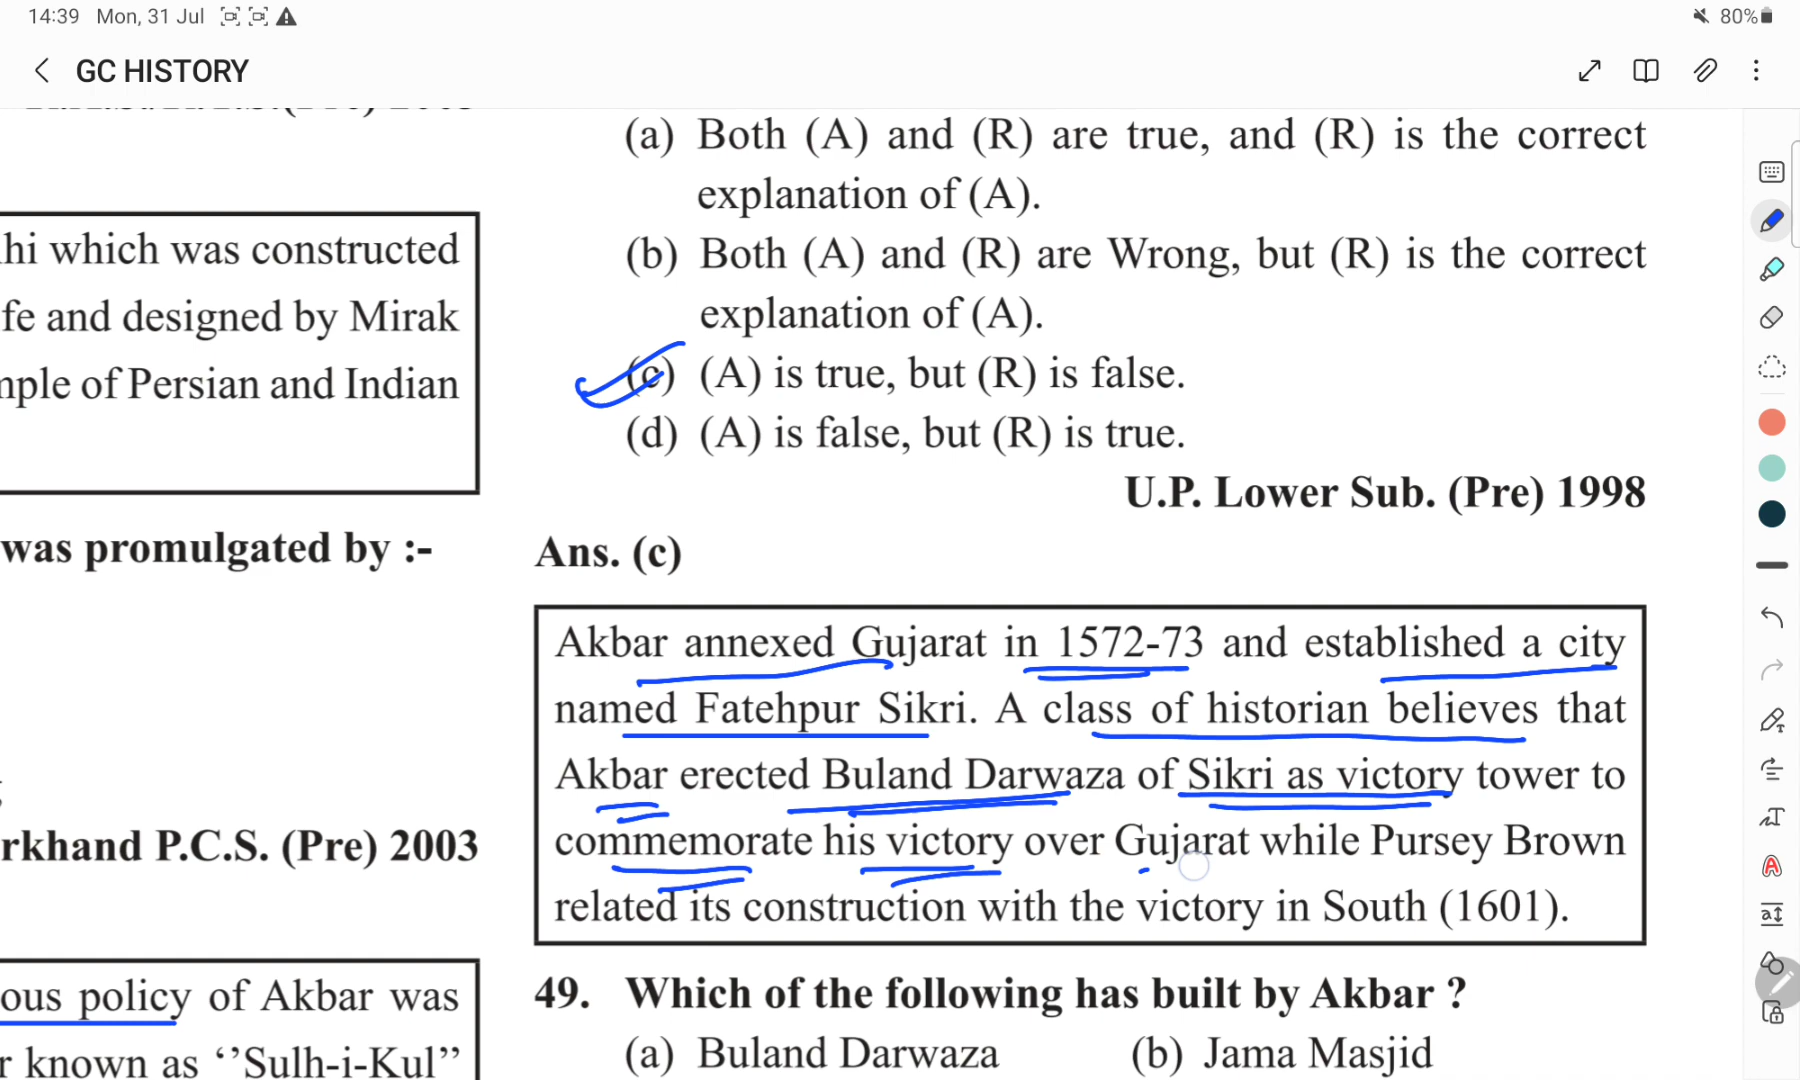 14:39 Mon, 31 Jul
80%
GC HISTORY
hi which was constructed
fe and designed by Mirak
mple of Persian and Indian
was promulgated by :-
rkhand P.C.S. (Pre) 2003
ous policy of Akbar was
r known as ‘’Sulh-i-Kul”
(a) Both (A) and (R) are true, and (R) is the correct
explanation of (A).
(b) Both (A) and (R) are Wrong, but (R) is the correct
explanation of (A).
(c) (A) is true, but (R) is false.
(d) (A) is false, but (R) is true.
U.P. Lower Sub. (Pre) 1998
Ans. (c)
Akbar annexed Gujarat in 1572-73 and established a city
named Fatehpur Sikri. A class of historian believes that
Akbar erected Buland Darwaza of Sikri as victory tower to
commemorate his victory over Gujarat while Pursey Brown
related its construction with the victory in South (1601).
49. Which of the following has built by Akbar ?
(a) Buland Darwaza (b) Jama Masjid